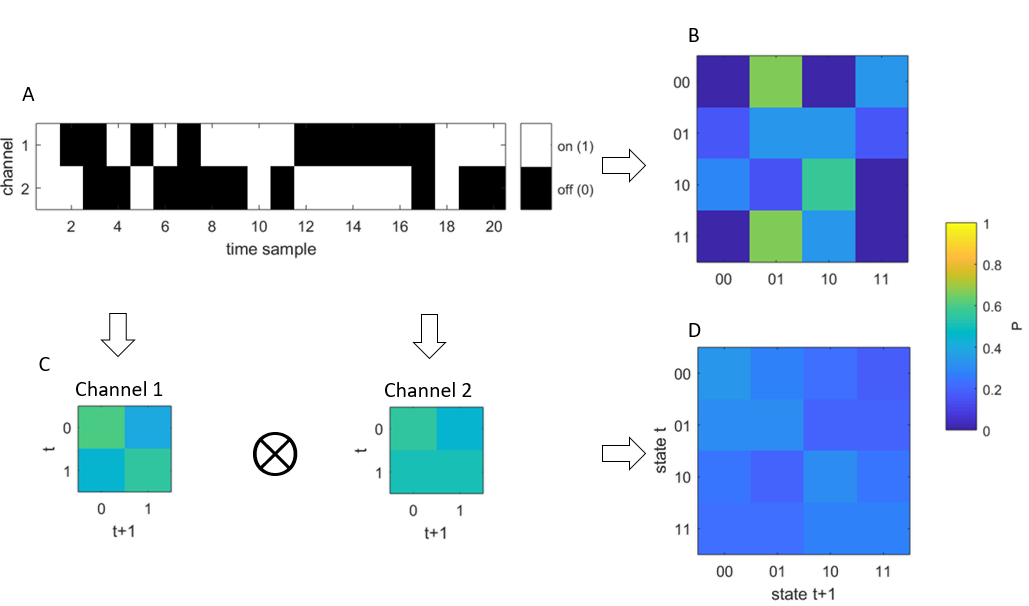 A
channel
1
2
2 4 6 8 10 12 14 16 18 20
time sample
on (1)
off (0)
B
00
01
10
11
00 01 10 11
C
Channel 1
t
0
1
0 1
t+1
Channel 2
t
0
1
0 1
t+1
D
state t
00
01
10
11
00 01 10 11
state t+1
1
0.8
0.6
0.4
0.2
0
P